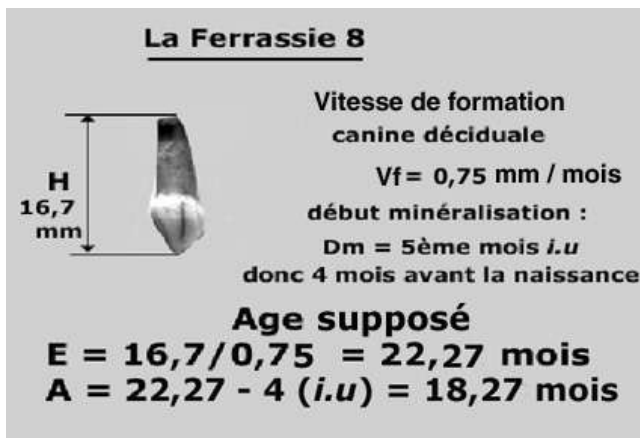 La Ferrassie 8
Vitesse de formation
canine déciduale
Vf = 0,75 mm / mois
H
16,7
mm
début minéralisation :
Dm = 5ème mois i.u
donc 4 mois avant la naissance
Age supposé
E = 16,7/0,75 = 22,27 mois
A = 22,27 - 4 (i.u) = 18,27 mois